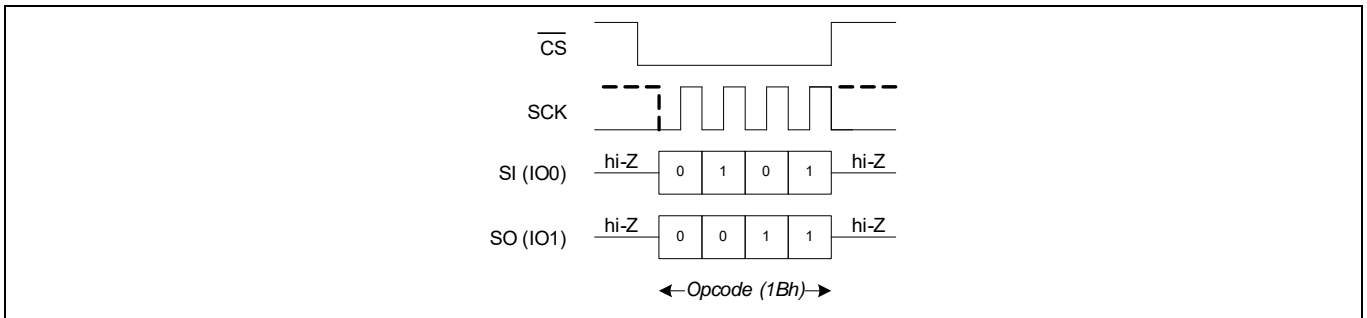 CS
SCK
SI (IO0) hi-Z 0 1 0 1 hi-Z
SO (IO1) hi-Z 0 0 1 1 hi-Z
Opcode (1Bh)